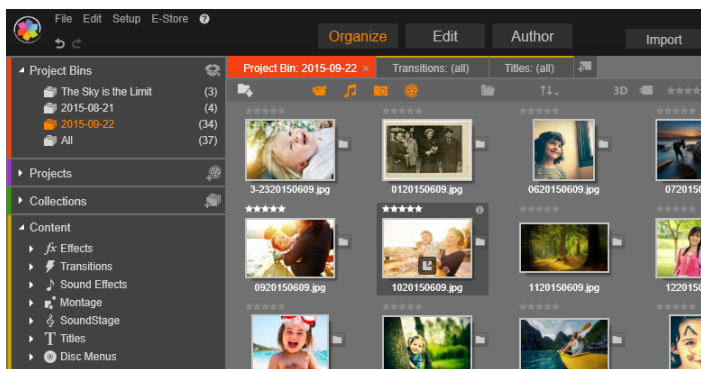 File Edit Setup E-Store ?
Organize Edit Author Import
Project Bins
The Sky is the Limit (3)
2015-08-21 (4)
2015-09-22 (34)
All (37)
Projects
Collections
Content
fx Effects
Transitions
Sound Effects
Montage
SoundStage
T Titles
Disc Menus
Project Bin: 2015-09-22 × Transitions: (all) Titles: (all)
3D
3-2320150609.jpg 0120150609.jpg 0620150609.jpg 072015
0920150609.jpg 1020150609.jpg 1120150609.jpg 122015